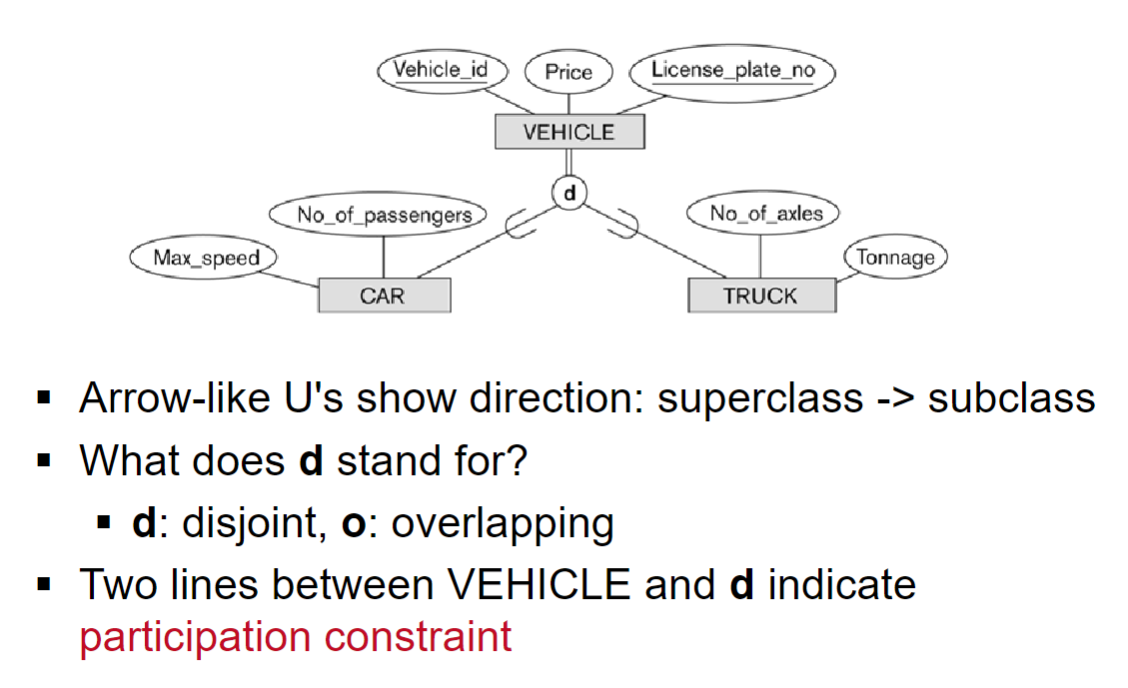 Vehicle_id
Price
License_plate_no
VEHICLE
d
No_of_passengers
No_of_axles
Max_speed
Tonnage
CAR
TRUCK
▪ Arrow-like U's show direction: superclass -> subclass
▪ What does d stand for?
▪ d: disjoint, o: overlapping
▪ Two lines between VEHICLE and d indicate
participation constraint